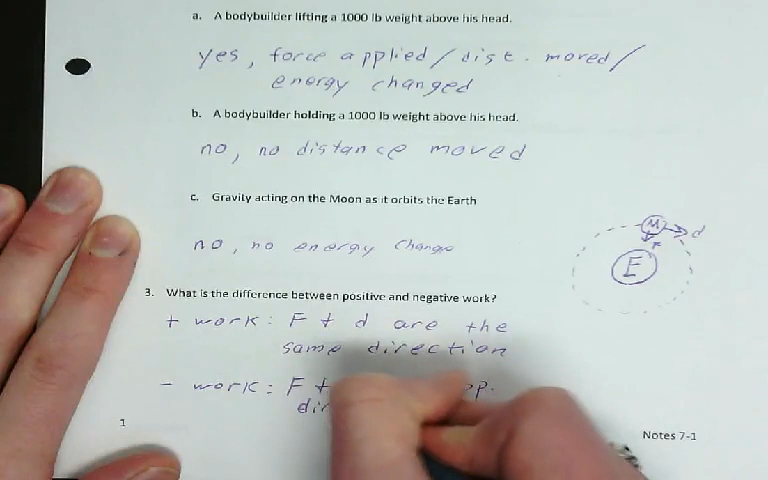 a. A bodybuilder lifting a 1000 lb weight above his head.
yes, force applied/dist. moved/
energy changed
b. A bodybuilder holding a 1000 lb weight above his head.
no, no distance moved
c. Gravity acting on the Moon as it orbits the Earth
no, no energy change
M d
F
E
3. What is the difference between positive and negative work?
+ work: F + d are the
same direction
- work: F +
1
Notes 7-1